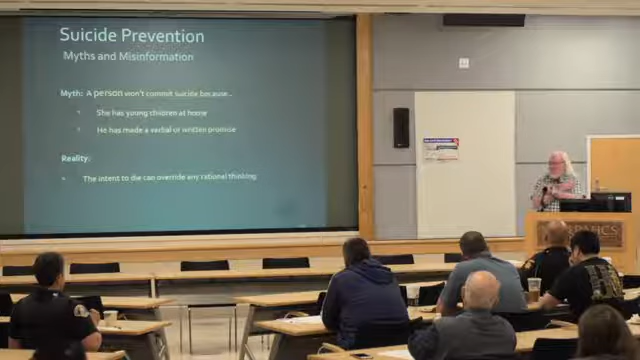 Suicide Prevention
Myths and Misinformation
Myth: A person won't commit suicide because…
She has young children at home
He has made a verbal or written promise
Reality:
The intent to die can override any rational thinking